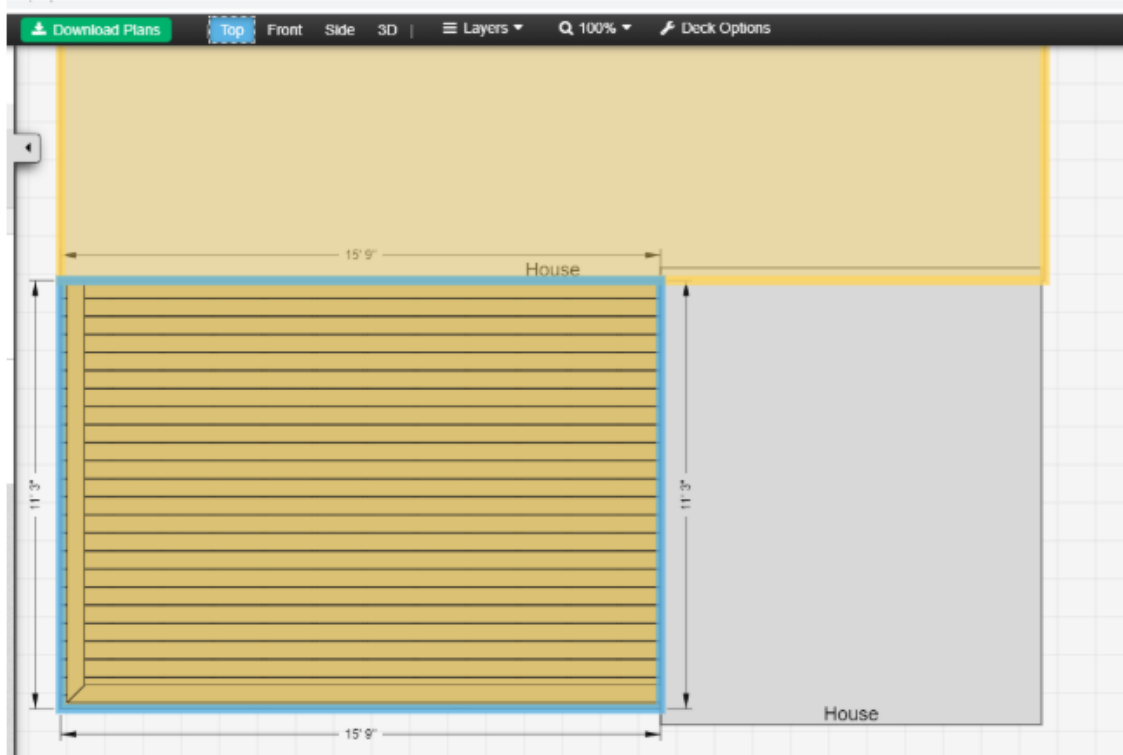 Download Plans Top Front Side 3D | Layers 100% Deck Options
15' 9"
House
11' 3"
11' 3"
House
15' 9"